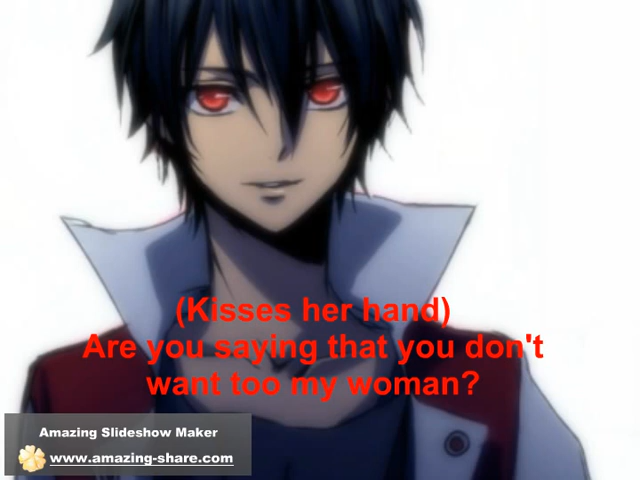 (Kisses her hand)
Are you saying that you don't
want too my woman?
Amazing Slideshow Maker
www.amazing-share.com